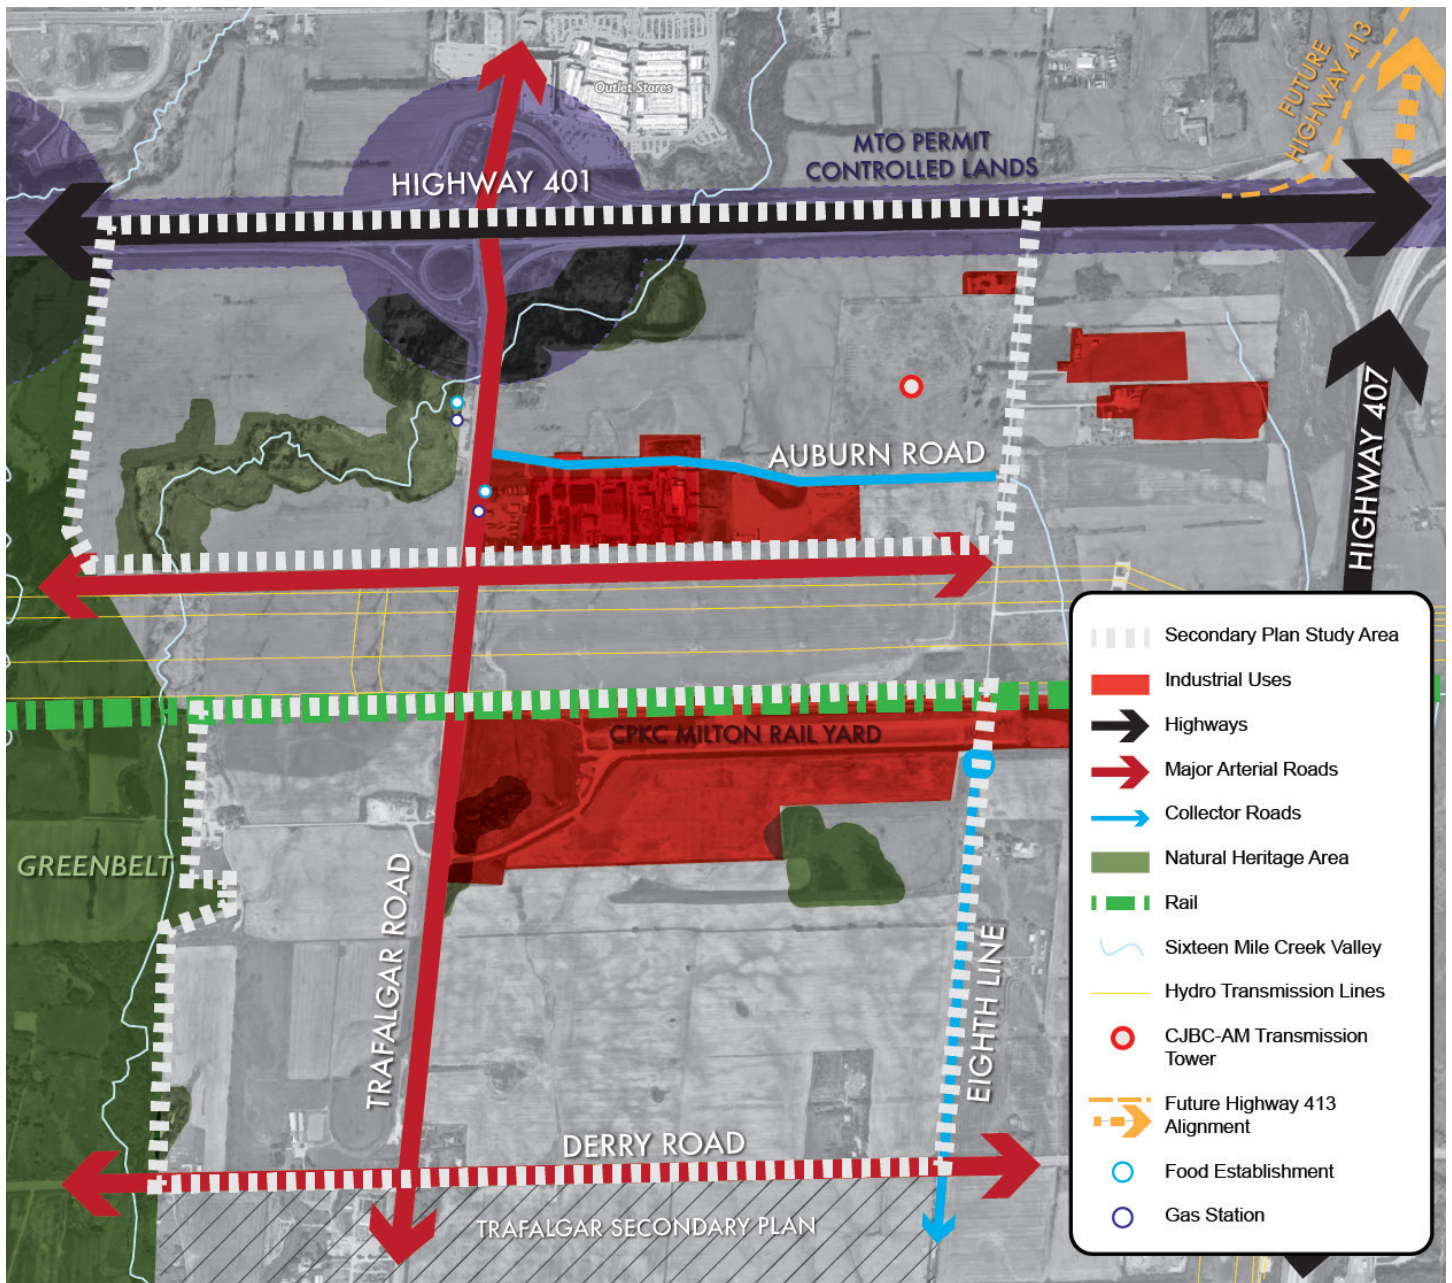 Outlet Stores
FUTURE
HIGHWAY 413
MTO PERMIT
CONTROLLED LANDS
HIGHWAY 401
HIGHWAY 407
AUBURN ROAD
CPKC MILTON RAIL YARD
GREENBELT
TRAFALGAR ROAD
EIGHTH LINE
DERRY ROAD
TRAFALGAR SECONDARY PLAN
Secondary Plan Study Area
Industrial Uses
Highways
Major Arterial Roads
Collector Roads
Natural Heritage Area
Rail
Sixteen Mile Creek Valley
Hydro Transmission Lines
CJBC-AM Transmission
Tower
Future Highway 413
Alignment
Food Establishment
Gas Station